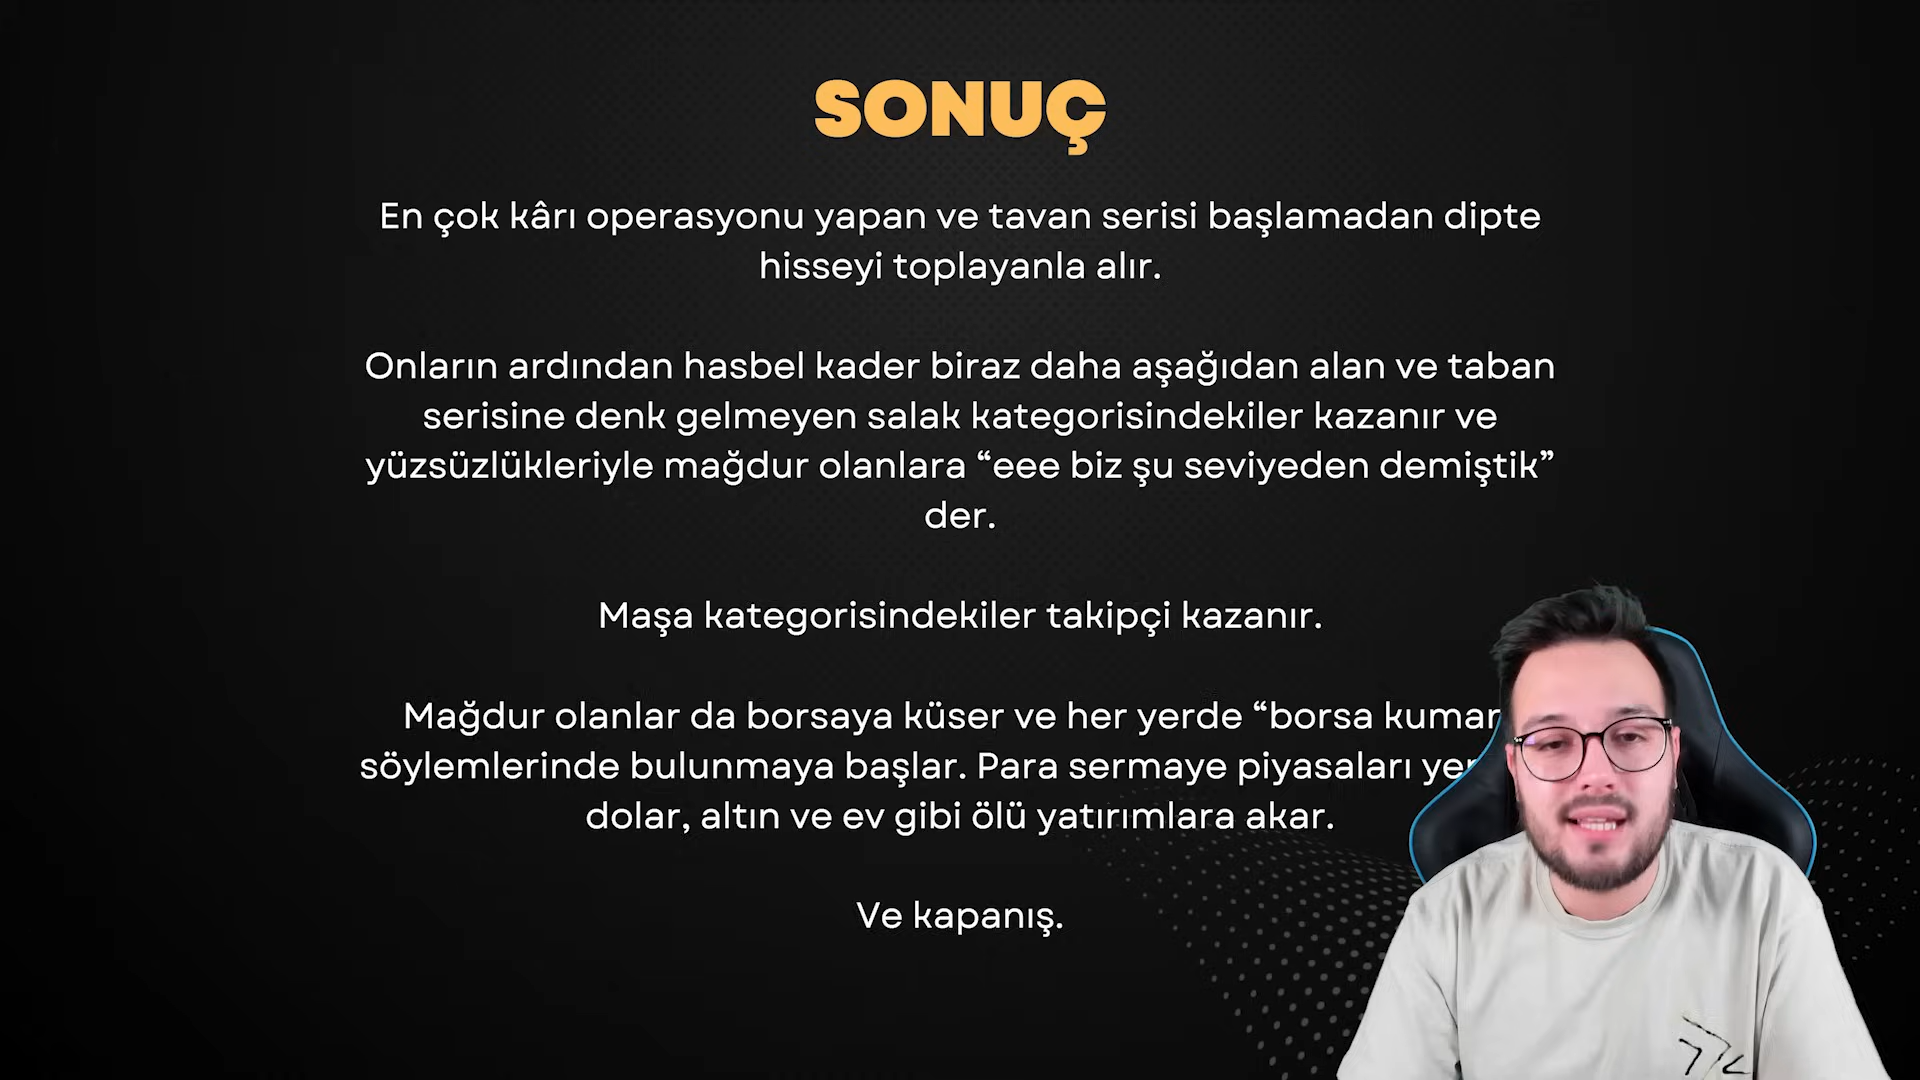 SONUÇ
En çok kârı operasyonu yapan ve tavan serisi başlamadan dipte
hisseyi toplayanla alır.
Onların ardından hasbel kader biraz daha aşağıdan alan ve taban
serisine denk gelmeyen salak kategorisindekiler kazanır ve
yüzsüzlükleriyle mağdur olanlara “eee biz şu seviyeden demiştik”
der.
Maşa kategorisindekiler takipçi kazanır.
Mağdur olanlar da borsaya küser ve her yerde “borsa kumar
söylemlerinde bulunmaya başlar. Para sermaye piyasaları
dolar, altın ve ev gibi ölü yatırımlara akar.
Ve kapanış.